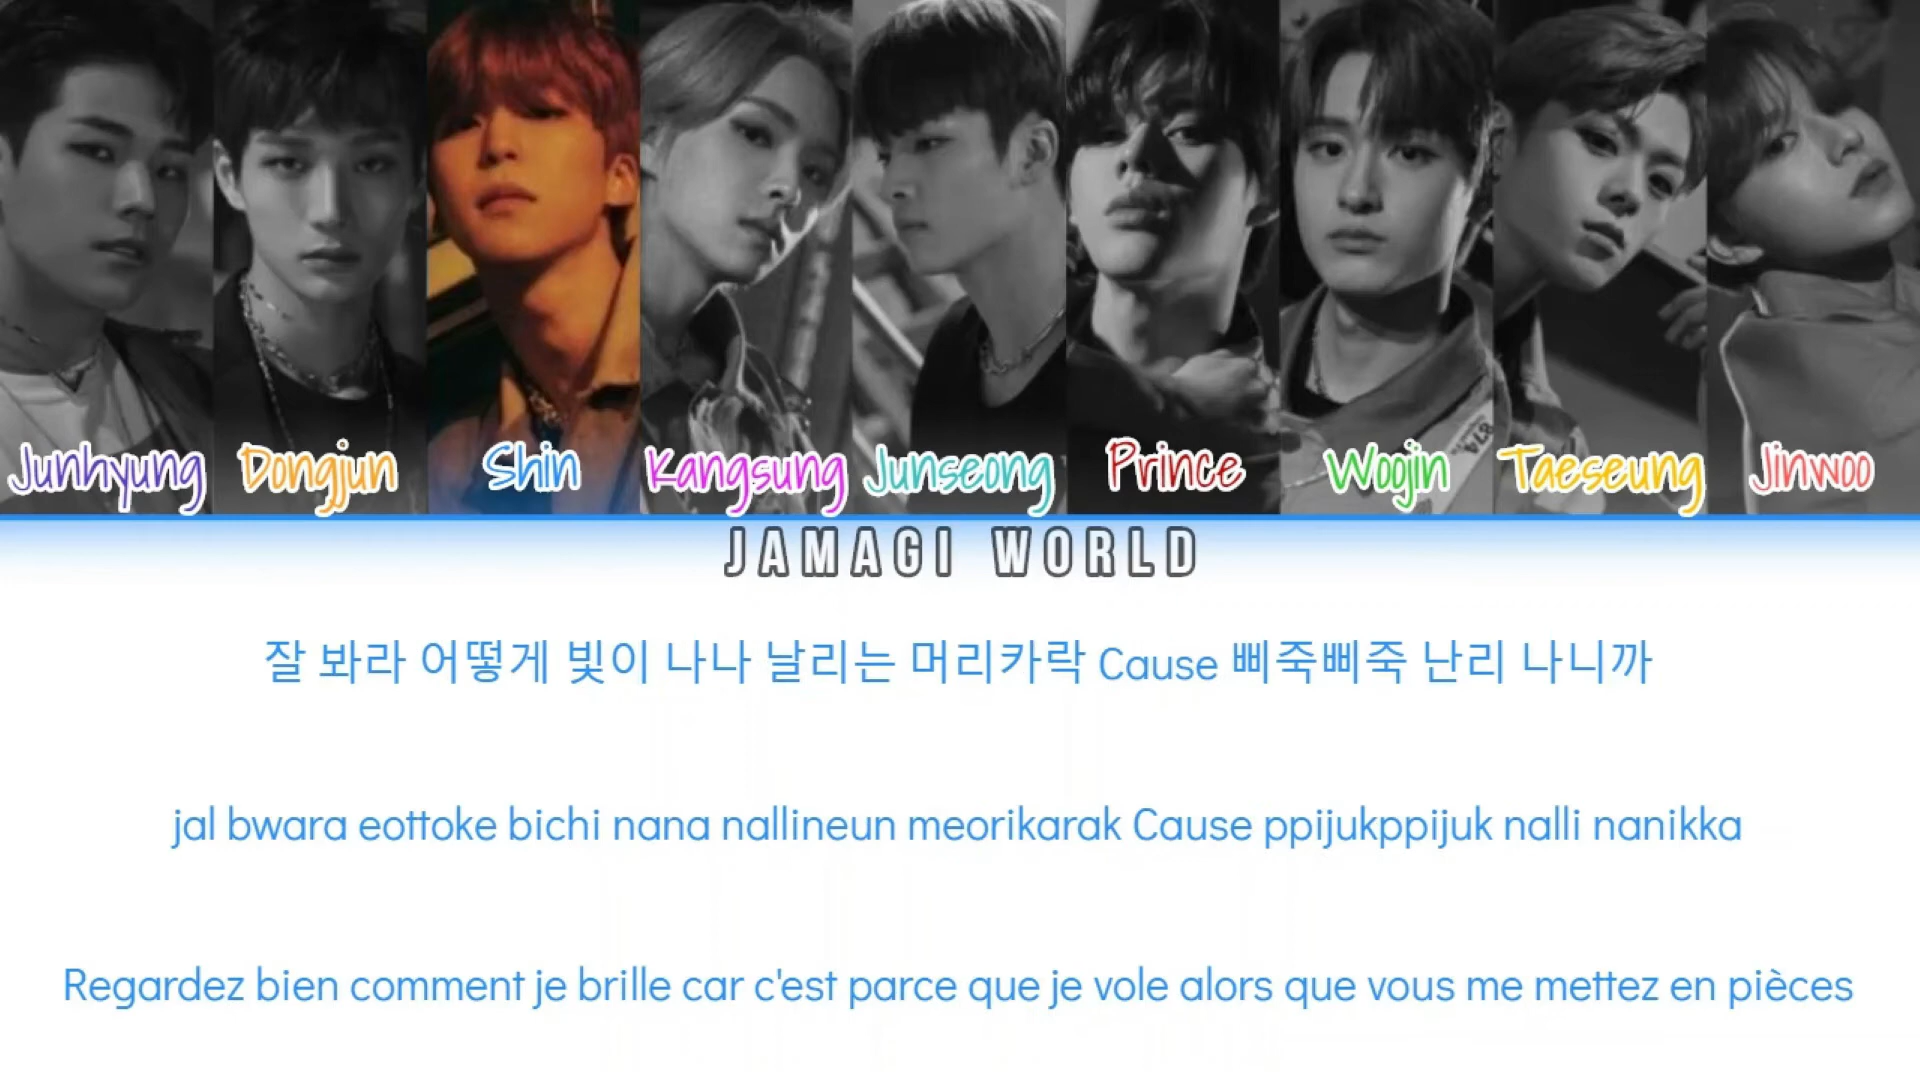 Junhyung Dongjun Shin Kangsung Junseong Prince Woojin Taeseung Jinwoo
JAMAGI WORLD
잘 봐라 어떻게 빛이 나나 날리는 머리카락 Cause 삐죽삐죽 난리 나니까
jal bwara eottoke bichi nana nallineun meorikarak Cause ppijukppijuk nalli nanikka
Regardez bien comment je brille car c'est parce que je vole alors que vous me mettez en pièces